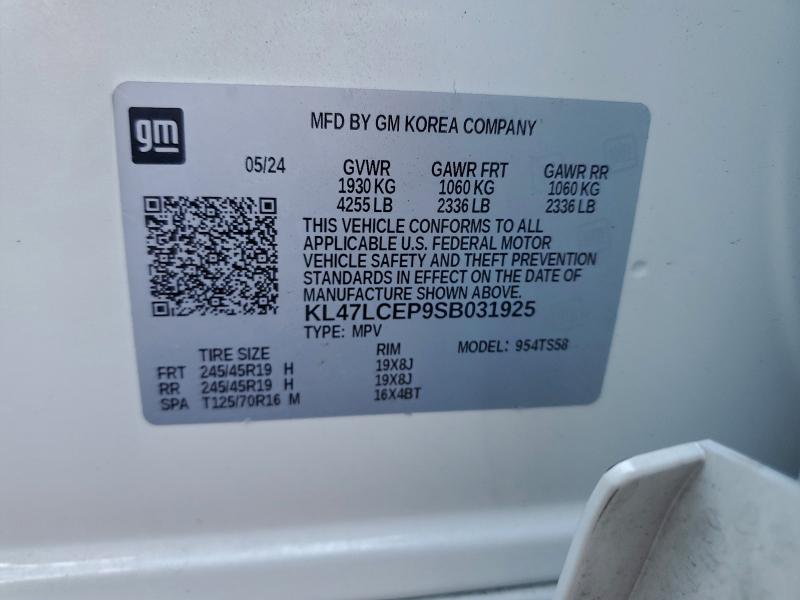 gm
MFD BY GM KOREA COMPANY
05/24 GVWR GAWR FRT GAWR RR
1930 KG 1060 KG 1060 KG
4255 LB 2336 LB 2336 LB
THIS VEHICLE CONFORMS TO ALL
APPLICABLE U.S. FEDERAL MOTOR
VEHICLE SAFETY AND THEFT PREVENTION
STANDARDS IN EFFECT ON THE DATE OF
MANUFACTURE SHOWN ABOVE.
KL47LCEP9SB031925
TYPE: MPV MODEL: 954TS58
TIRE SIZE RIM
FRT 245/45R19 H 19X8J
RR 245/45R19 H 19X8J
SPA T125/70R16 M 16X4BT